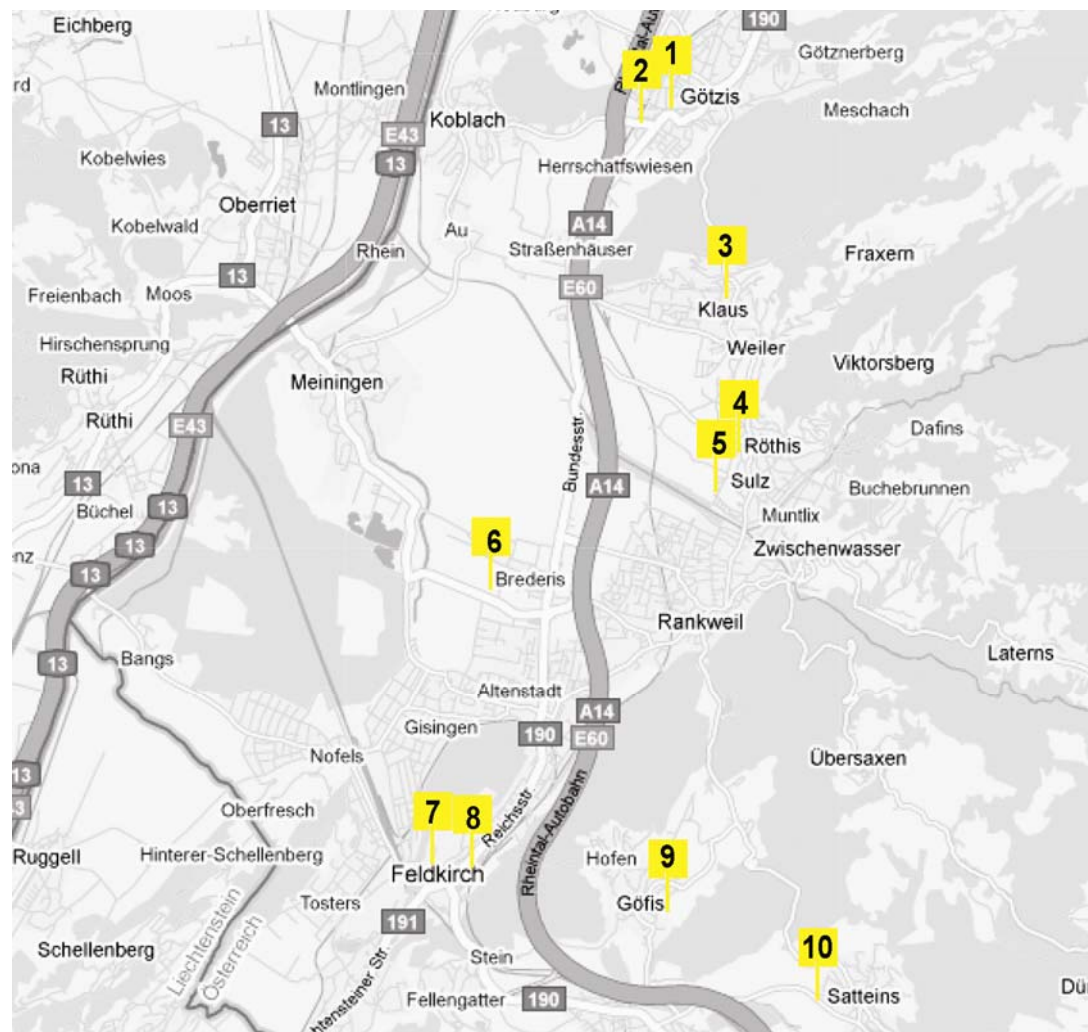 190
Eichberg
Götznerberg
1
2
Montlingen
Götzis
Meschach
Koblach
13
E43
13
Kobelwies
Herrschatfswiesen
Oberriet
Kobelwald
A14
Au
Straßenhäuser
Rhein
3
Fraxern
13
E60
Freienbach
Moos
Klaus
Hirschensprung
Weiler
Viktorsberg
Rüthi
Meiningen
4
Rüthi
E43
Bundesstr.
5
Röthis
Dafins
13
A14
Sulz
Buchebrunnen
Büchel
13
Muntlix
6
13
Zwischenwasser
13
Brederis
Rankweil
13
Bangs
Laterns
Altenstadt
A14
Gisingen
190
E60
Nofels
Übersaxen
13
Oberfresch
7
8
Reichsstr.
Rheintal-Autobahn
Ruggell
Hinterer-Schellenberg
Hofen
9
Feldkirch
Tosters
Göfis
191
Schellenberg
Liechtenstein
Österreich
10
Stein
Fellengatter
190
Satteins